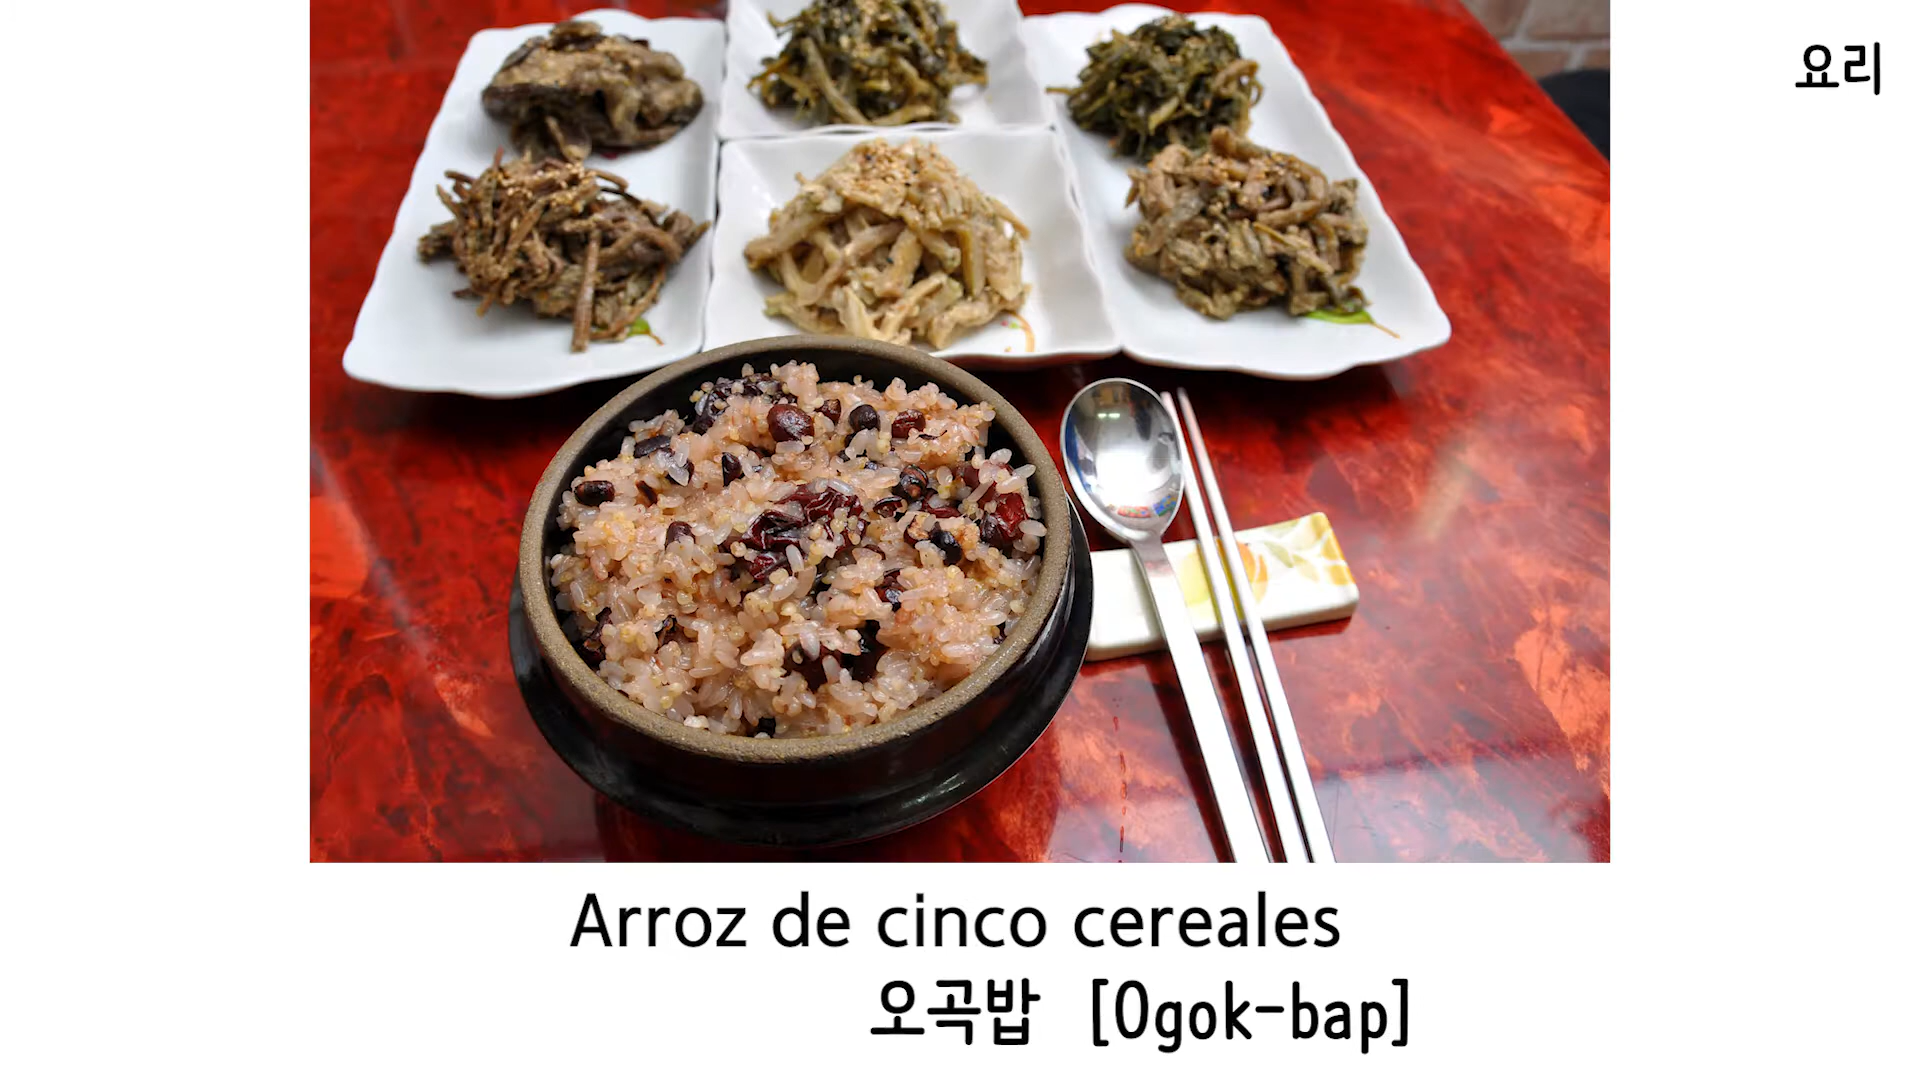 요리
Arroz de cinco cereales
오곡밥 [Ogok-bap]